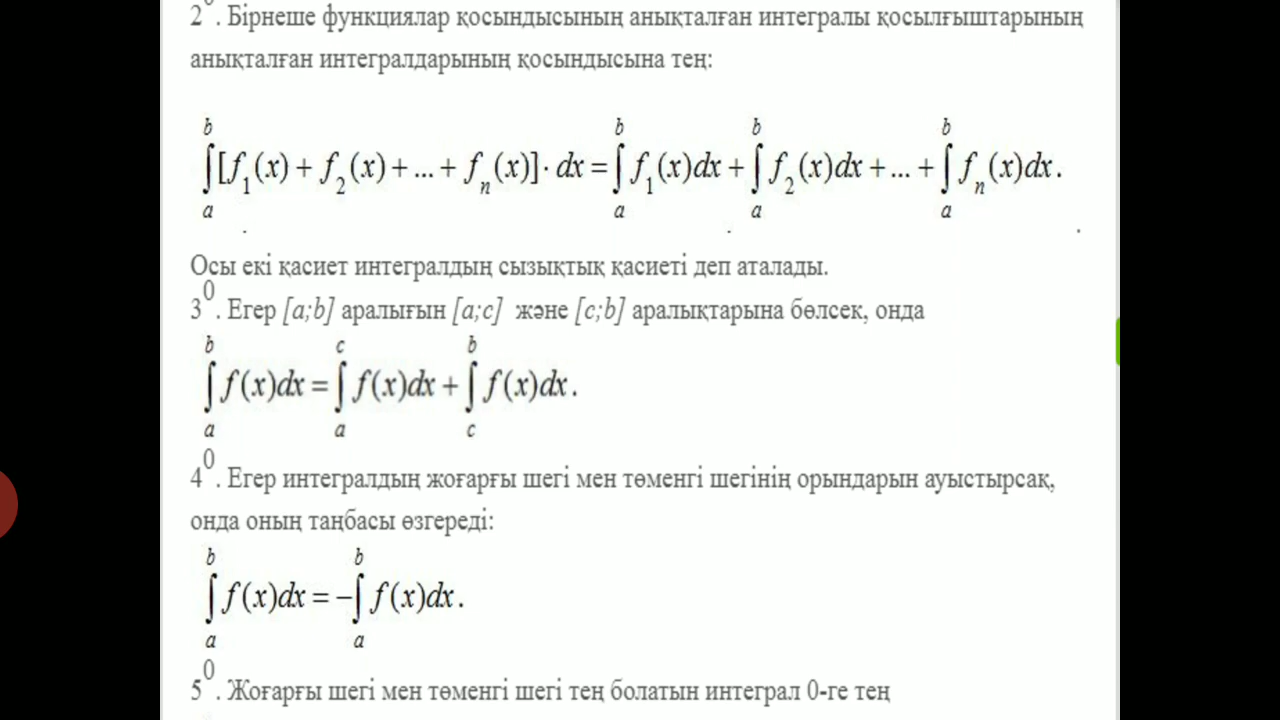 2⁰. Бірнеше функциялар қосындысының анықталған интегралы қосылғыштарының
анықталған интегралдарының қосындысына тең:
∫ₐᵇ[f₁(x) + f₂(x) + ... + fₙ(x)]· dx = ∫ₐᵇ f₁(x)dx + ∫ₐᵇ f₂(x)dx + ... + ∫ₐᵇ fₙ(x)dx.
Осы екі қасиет интегралдың сызықтық қасиеті деп аталады.
3⁰. Егер [a;b] аралығын [a;c] және [c;b] аралықтарына бөлсек, онда
∫ₐᵇ f(x)dx = ∫ₐᶜ f(x)dx + ∫꜀ᵇ f(x)dx.
4⁰. Егер интегралдың жоғарғы шегі мен төменгі шегінің орындарын ауыстырсақ,
онда оның таңбасы өзгереді:
∫ₐᵇ f(x)dx = −∫ₐᵇ f(x)dx.
5⁰. Жоғарғы шегі мен төменгі шегі тең болатын интеграл 0-ге тең